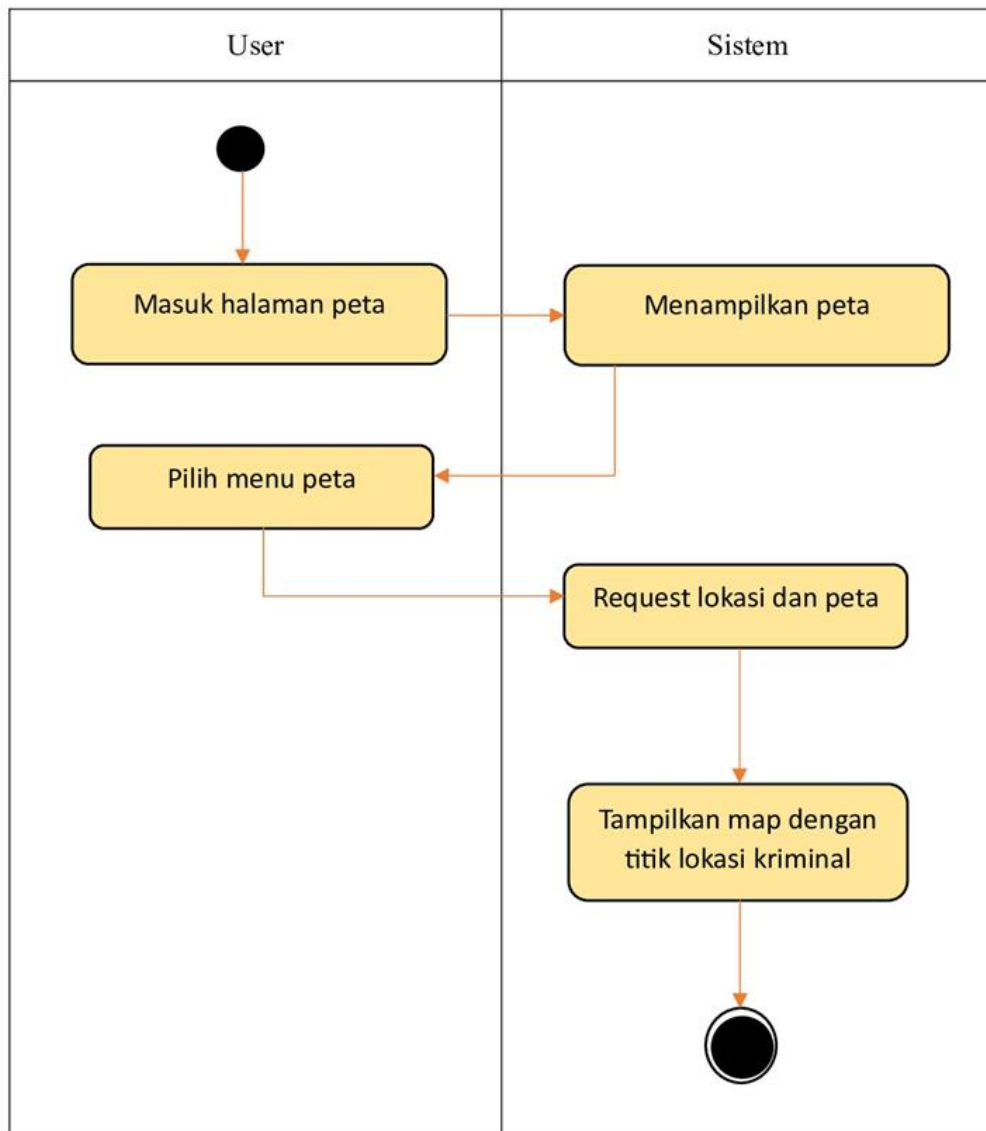 User
Sistem
Masuk halaman peta
Menampilkan peta
Pilih menu peta
Request lokasi dan peta
Tampilkan map dengan
titik lokasi kriminal